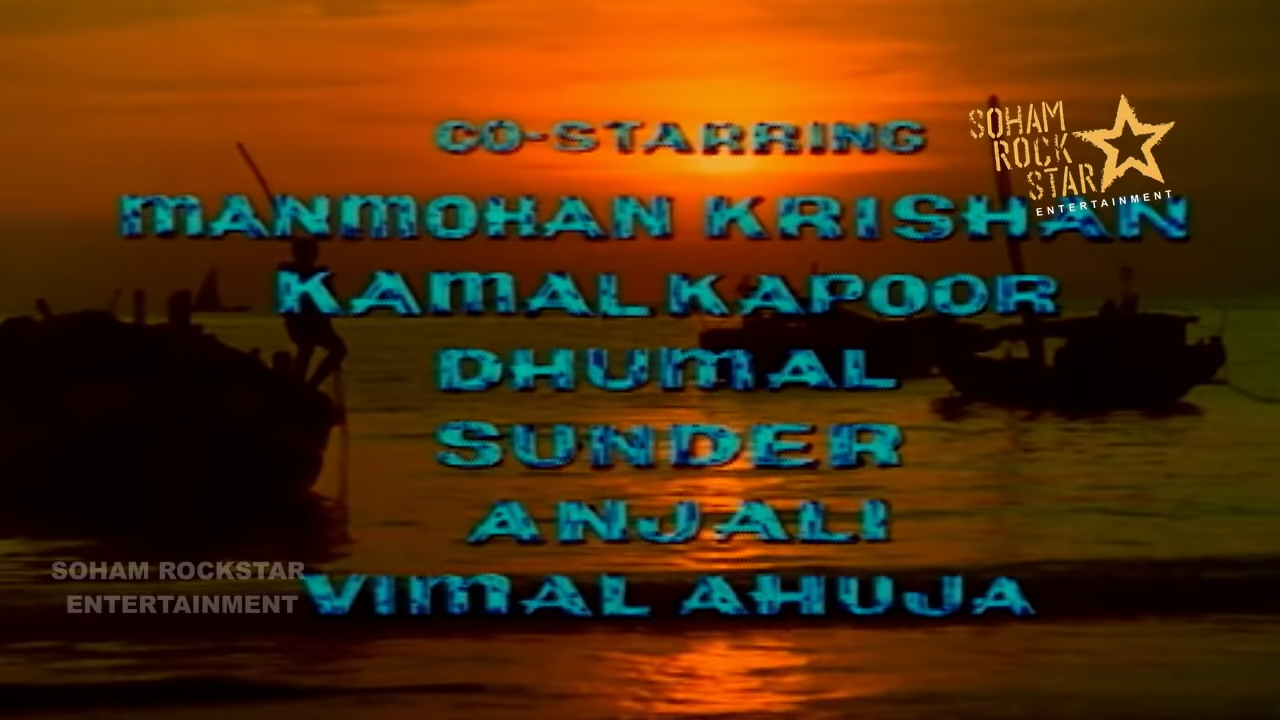 CO-STARRING
SOHAM
ROCK
STAR
ENTERTAINMENT
MANMOHAN KRISHAN
KAMAL KAPOOR
DHUMAL
SUNDER
ANJALI
VIMAL AHUJA
SOHAM ROCKSTAR
ENTERTAINMENT